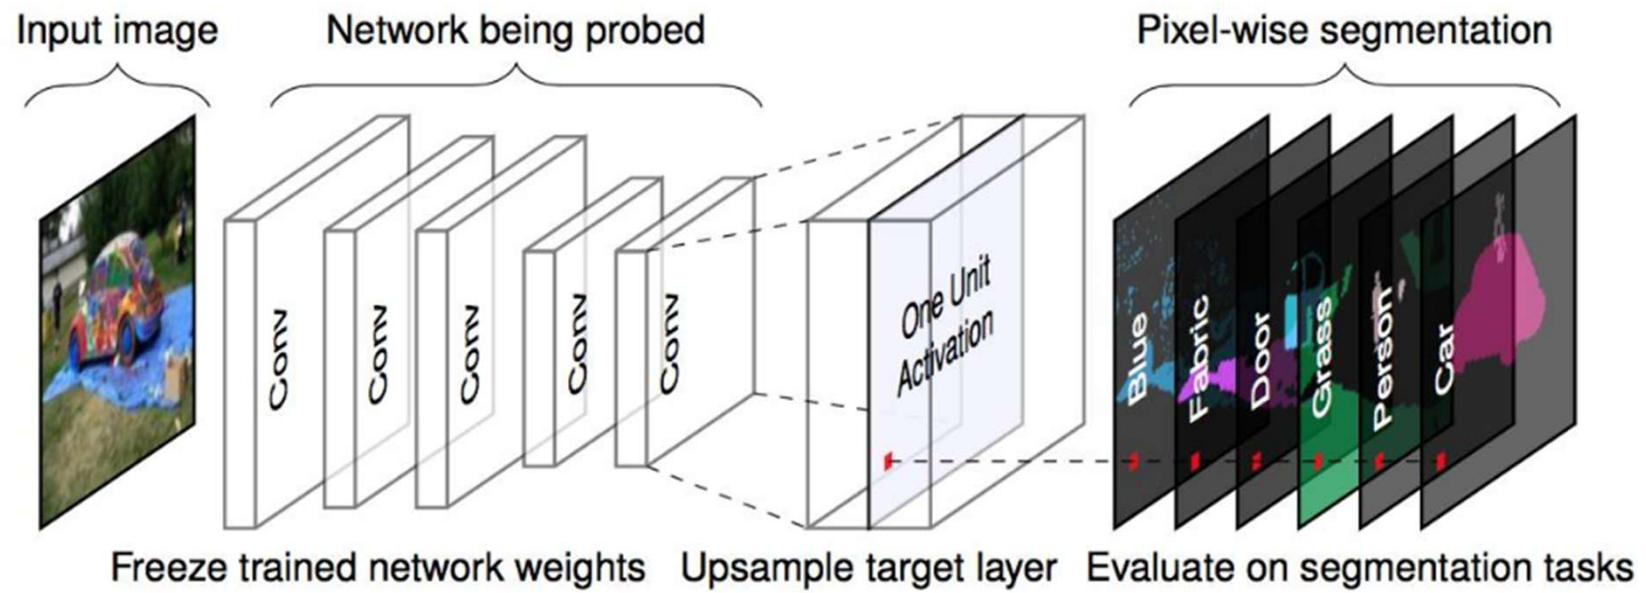 Input image
Network being probed
Pixel-wise segmentation
Conv
Conv
Conv
Conv
Conv
One Unit
Activation
Blue
Fabric
Door
Grass
Person
Car
Freeze trained network weights
Upsample target layer
Evaluate on segmentation tasks